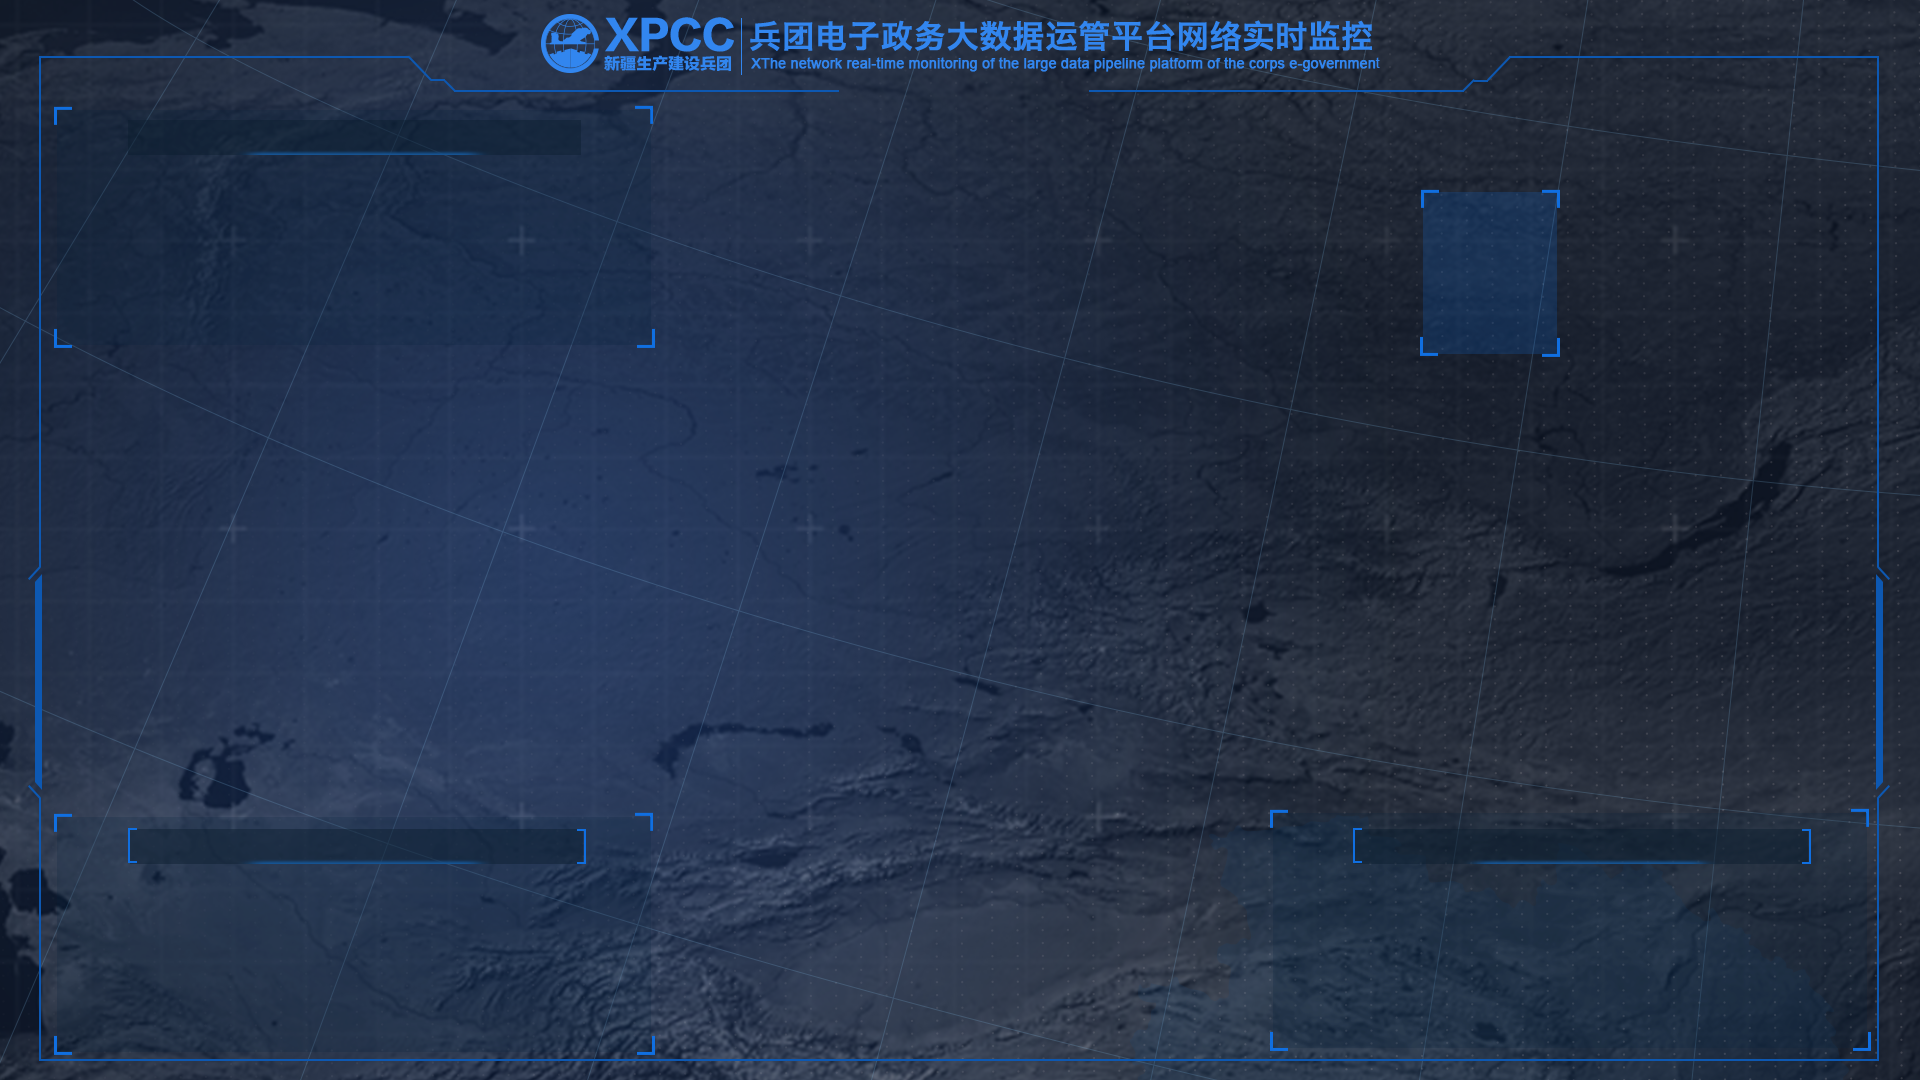 XPCC
新疆生产建设兵团
兵团电子政务大数据运管平台网络实时监控
XThe network real-time monitoring of the large data pipeline platform of the corps e-government